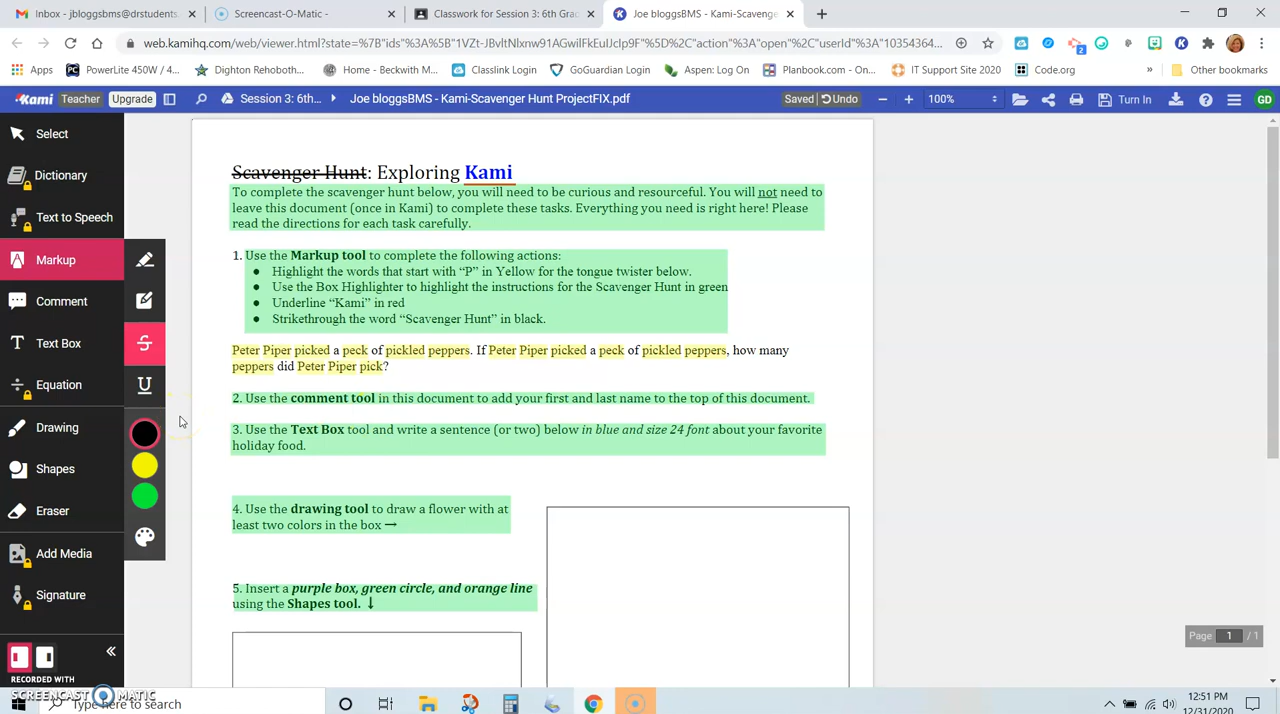 Inbox - jbloggsbms@drstudents.
Screencast-O-Matic -
Classwork for Session 3: 6th Grad
Joe bloggsBMS - Kami-Scavenge
web.kamihq.com/web/viewer.html?state=%7B"ids"%3A%5B"1VZt-JBvltNlxnw91AGwilFkEuIJcIp9F"%5D%2C"action"%3A"open"%2C"userId"%3A"10354364...
2
Apps
PowerLite 450W / 4...
Dighton Rehoboth...
Home - Beckwith M...
Classlink Login
GoGuardian Login
Aspen: Log On
Planbook.com - On...
IT Support Site 2020
Code.org
»
Other bookmarks
Kami
Teacher
Upgrade
Session 3: 6th...
Joe bloggsBMS - Kami-Scavenger Hunt ProjectFIX.pdf
Saved
Undo
100%
Turn In
GD
Select
Dictionary
Text to Speech
Markup
Comment
Text Box
Equation
Drawing
Shapes
Eraser
Add Media
Signature
Scavenger Hunt: Exploring Kami
To complete the scavenger hunt below, you will need to be curious and resourceful. You will not need to
leave this document (once in Kami) to complete these tasks. Everything you need is right here! Please
read the directions for each task carefully.
1. Use the Markup tool to complete the following actions:
● Highlight the words that start with “P” in Yellow for the tongue twister below.
● Use the Box Highlighter to highlight the instructions for the Scavenger Hunt in green
● Underline “Kami” in red
● Strikethrough the word “Scavenger Hunt” in black.
Peter Piper picked a peck of pickled peppers. If Peter Piper picked a peck of pickled peppers, how many
peppers did Peter Piper pick?
2. Use the comment tool in this document to add your first and last name to the top of this document.
3. Use the Text Box tool and write a sentence (or two) below in blue and size 24 font about your favorite
holiday food.
4. Use the drawing tool to draw a flower with at
least two colors in the box →
5. Insert a purple box, green circle, and orange line
using the Shapes tool. ↓
Page 1 / 1
RECORDED WITH
SCREENCAST-O-MATIC
Type here to search
12:51 PM
12/31/2020